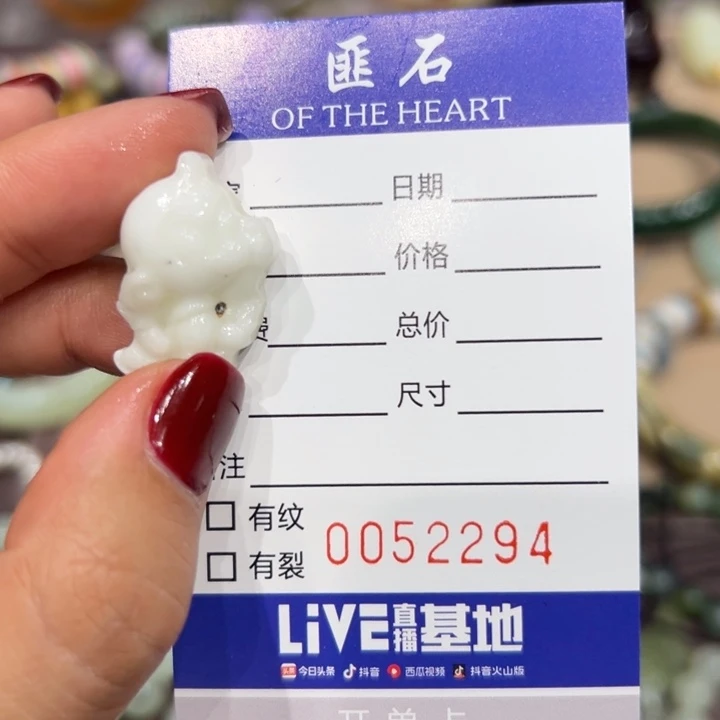 匪石
OF THE HEART
日期
价格
总价
尺寸
注
有纹
有裂
0052294
LiVE直播基地
今日头条 抖音 西瓜视频 抖音火山版